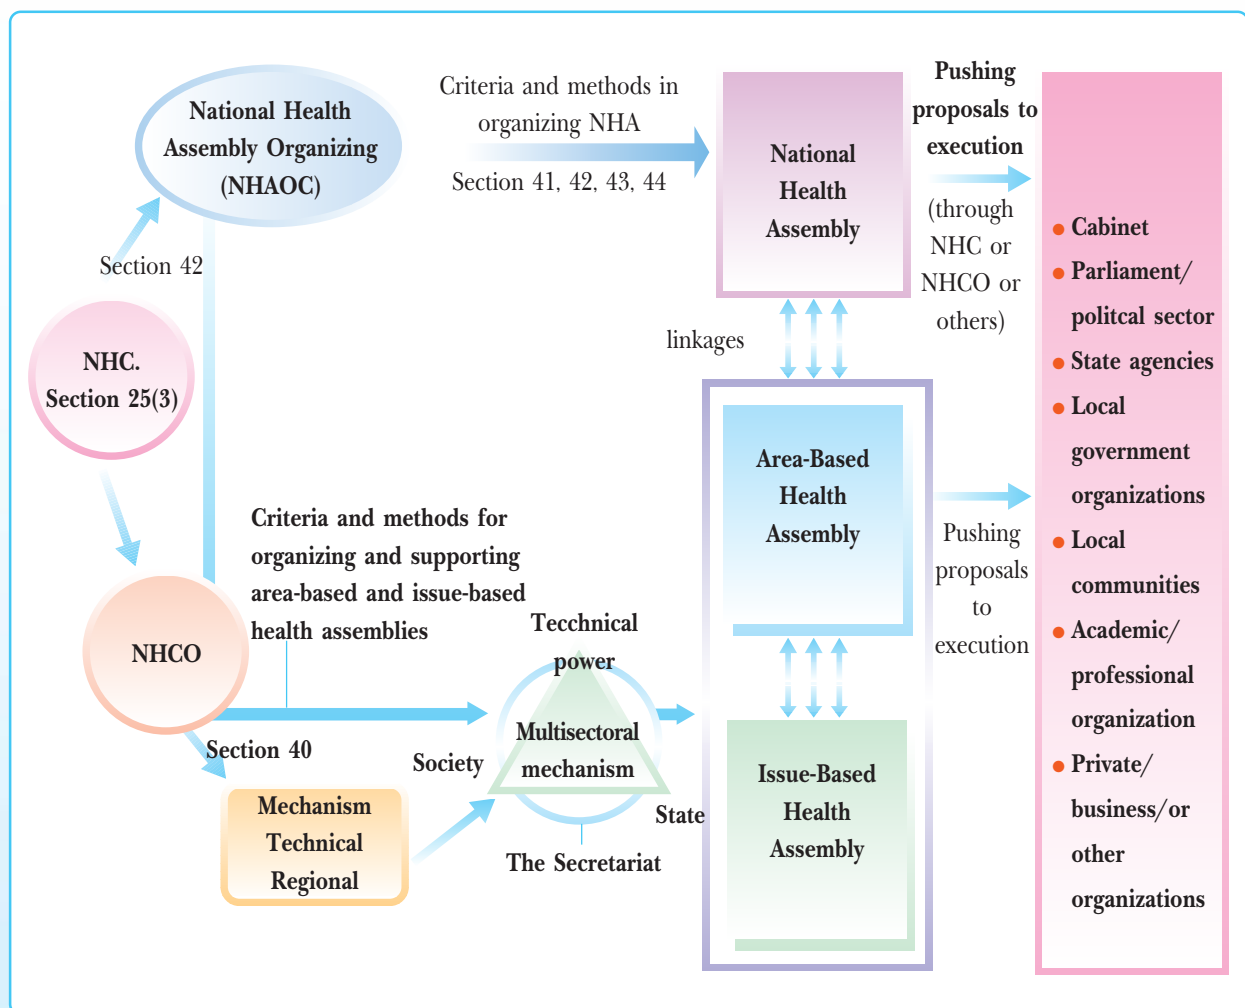 National Health
Assembly Organizing
(NHAOC)
Criteria and methods in
organizing NHA
Section 41, 42, 43, 44
National
Health
Assembly
Pushing
proposals to
execution
(through
NHC or
NHCO or
others)
Section 42
NHC.
Section 25(3)
linkages
NHCO
Criteria and methods for
organizing and supporting
area-based and issue-based
health assemblies
Section 40
Mechanism
Technical
Regional
Tecchnical
power
Multisectoral
mechanism
Society
State
The Secretariat
Area-Based
Health
Assembly
Issue-Based
Health
Assembly
Pushing
proposals
to
execution
• Cabinet
• Parliament/
politcal sector
• State agencies
• Local
government
organizations
• Local
communities
• Academic/
professional
organization
• Private/
business/or
other
organizations